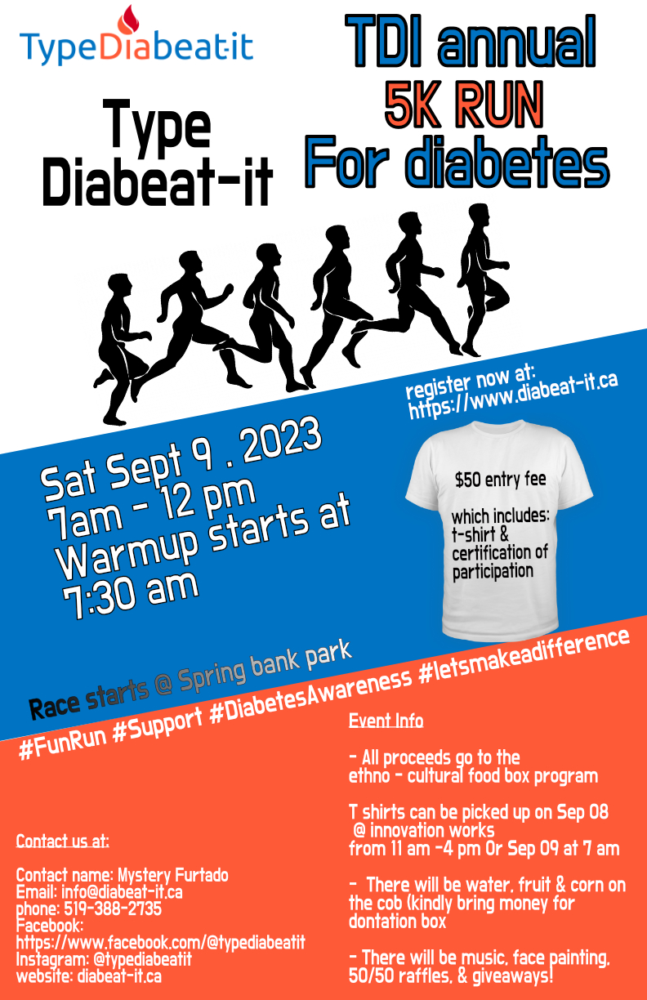 TypeDiabeat-it
TDI annual
5K RUN
For diabetes
Type
Diabeat-it
register now at:
https://www.diabeat-it.ca
Sat Sept 9 . 2023
7am - 12 pm
Warmup starts at
7:30 am
$50 entry fee
which includes:
t-shirt &
certification of
participation
Race starts @ Spring bank park
#FunRun #Support #DiabetesAwareness #letsmakeadifference
Event Info
- All proceeds go to the
ethno - cultural food box program
T shirts can be picked up on Sep 08
@ innovation works
from 11 am -4 pm Or Sep 09 at 7 am
- There will be water, fruit & corn on
the cob (kindly bring money for
dontation box
- There will be music, face painting,
50/50 raffles, & giveaways!
Contact us at:
Contact name: Mystery Furtado
Email: info@diabeat-it.ca
phone: 519-388-2735
Facebook:
https://www.facebook.com/@typediabeatit
Instagram: @typediabeatit
website: diabeat-it.ca